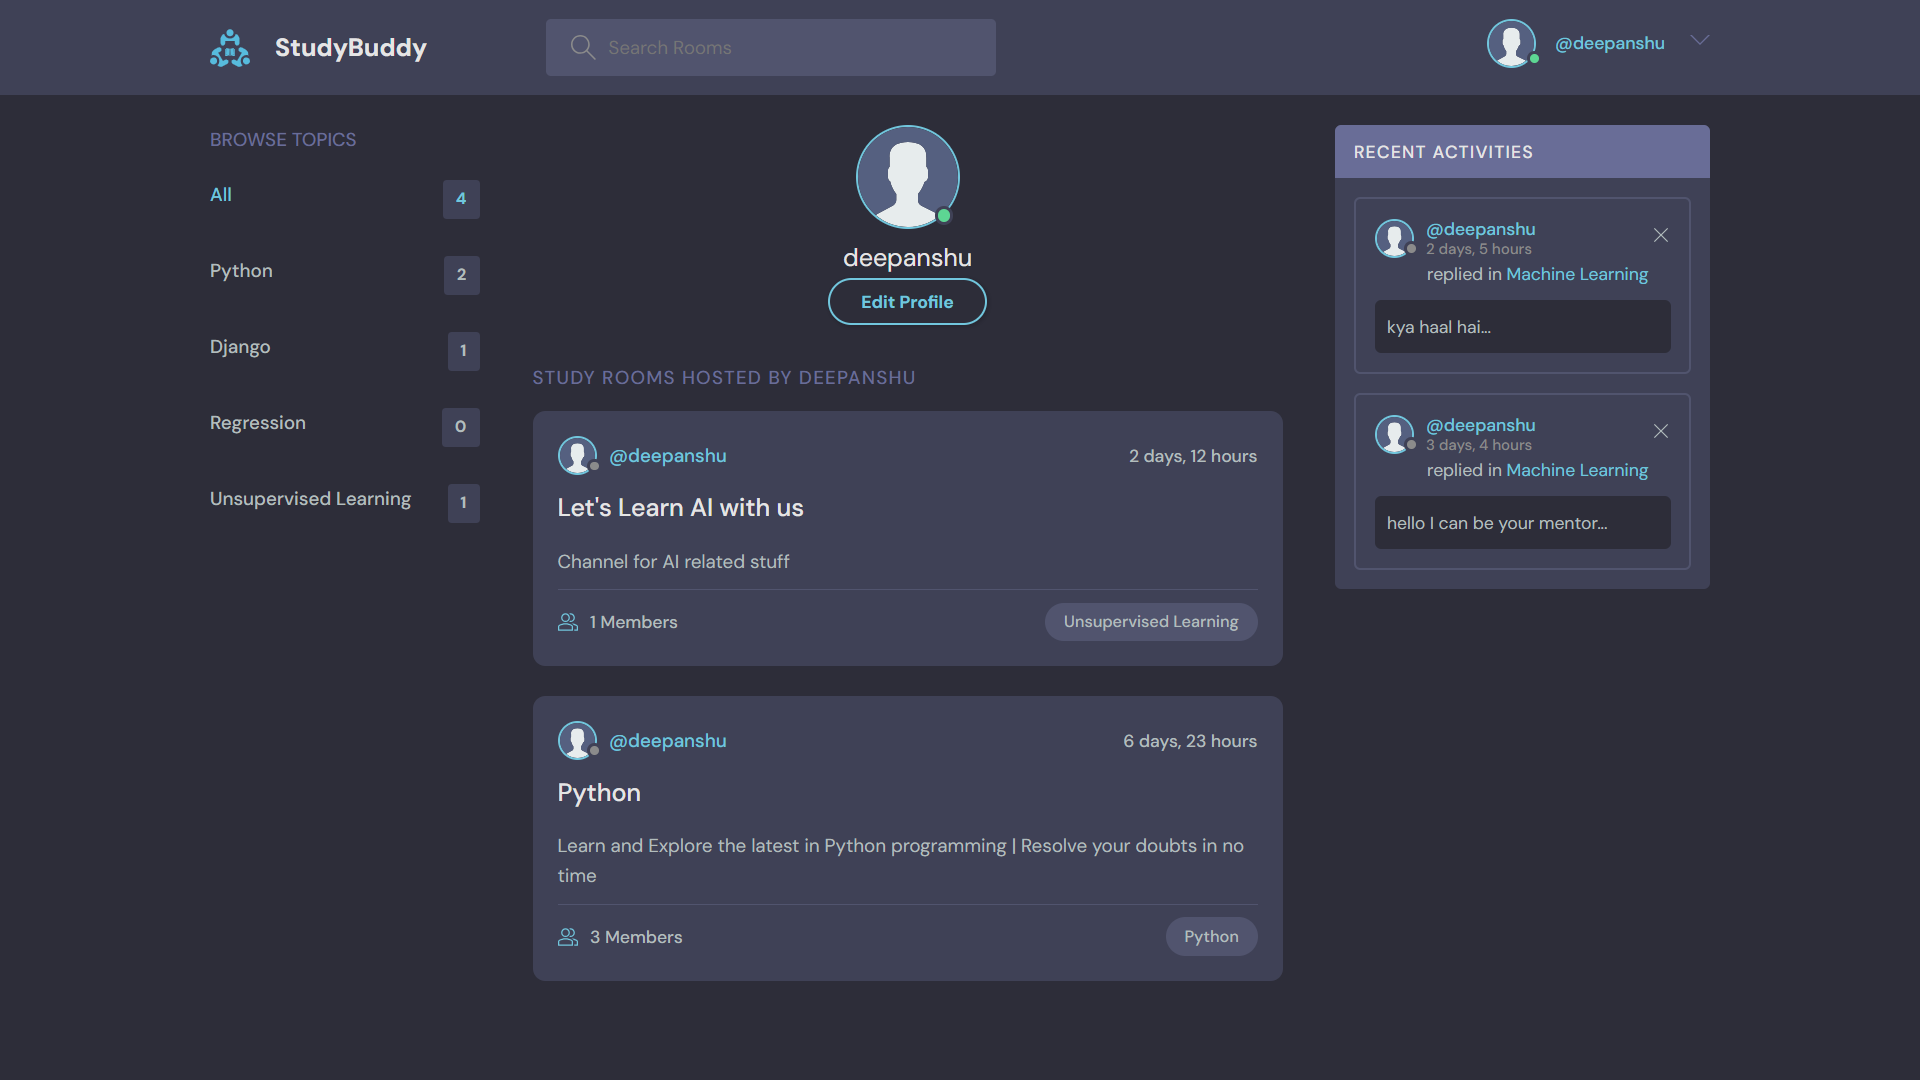 StudyBuddy
Search Rooms
@deepanshu
BROWSE TOPICS
All
4
Python
2
Django
1
Regression
0
Unsupervised Learning
1
deepanshu
Edit Profile
STUDY ROOMS HOSTED BY DEEPANSHU
@deepanshu
2 days, 12 hours
Let's Learn AI with us
Channel for AI related stuff
1 Members
Unsupervised Learning
@deepanshu
6 days, 23 hours
Python
Learn and Explore the latest in Python programming | Resolve your doubts in no
time
3 Members
Python
RECENT ACTIVITIES
@deepanshu
2 days, 5 hours
replied in Machine Learning
kya haal hai...
@deepanshu
3 days, 4 hours
replied in Machine Learning
hello I can be your mentor...